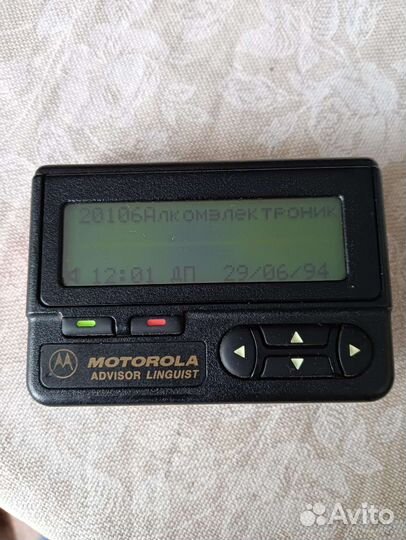 20106Алкомэлектроник
12:01 ДП 29/06/94
MOTOROLA
ADVISOR LINGUIST
Avito